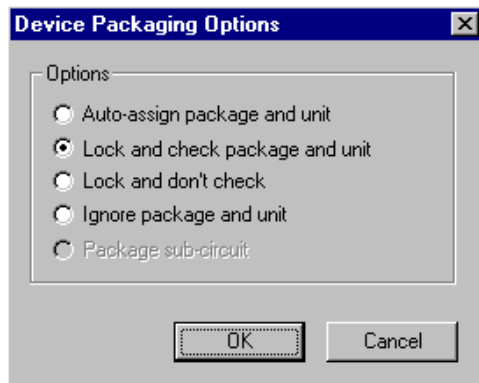 Device Packaging Options
Options
Auto-assign package and unit
Lock and check package and unit
Lock and don't check
Ignore package and unit
Package sub-circuit
OK Cancel